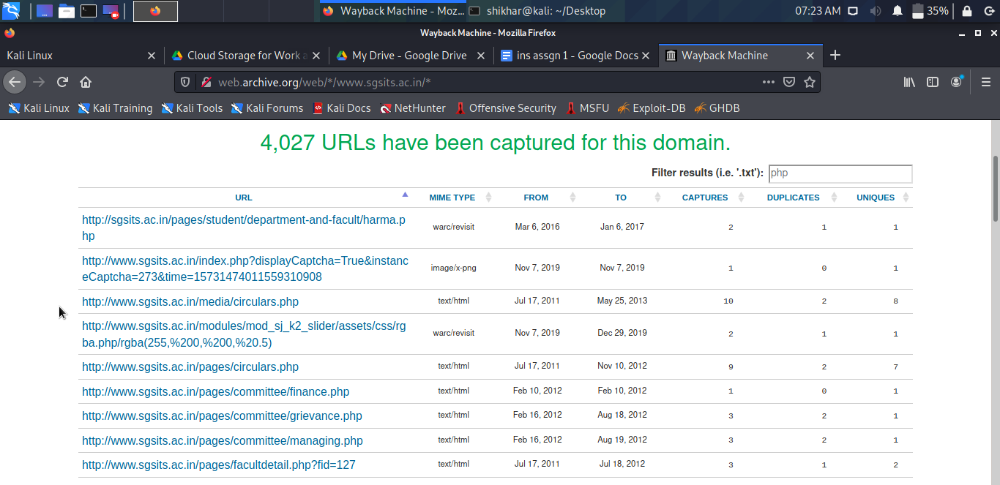 Wayback Machine - Moz... shikhar@kali: ~/Desktop 07:23 AM 35%
Wayback Machine - Mozilla Firefox
Kali Linux Cloud Storage for Work a My Drive - Google Drive ins assgn 1 - Google Docs Wayback Machine
web.archive.org/web/*/www.sgsits.ac.in/*
Kali Linux Kali Training Kali Tools Kali Forums Kali Docs NetHunter Offensive Security MSFU Exploit-DB GHDB
4,027 URLs have been captured for this domain.
Filter results (i.e. '.txt'): php
URL MIME TYPE FROM TO CAPTURES DUPLICATES UNIQUES
http://sgsits.ac.in/pages/student/department-and-facult/harma.p
hp warc/revisit Mar 6, 2016 Jan 6, 2017 2 1 1
http://www.sgsits.ac.in/index.php?displayCaptcha=True&instanc
eCaptcha=273&time=15731474011559310908 image/x-png Nov 7, 2019 Nov 7, 2019 1 0 1
http://www.sgsits.ac.in/media/circulars.php text/html Jul 17, 2011 May 25, 2013 10 2 8
http://www.sgsits.ac.in/modules/mod_sj_k2_slider/assets/css/rg
ba.php/rgba(255,%200,%200,%20.5) warc/revisit Nov 7, 2019 Dec 29, 2019 2 1 1
http://www.sgsits.ac.in/pages/circulars.php text/html Jul 17, 2011 Nov 10, 2012 9 2 7
http://www.sgsits.ac.in/pages/committee/finance.php text/html Feb 10, 2012 Feb 10, 2012 1 0 1
http://www.sgsits.ac.in/pages/committee/grievance.php text/html Feb 16, 2012 Aug 18, 2012 3 2 1
http://www.sgsits.ac.in/pages/committee/managing.php text/html Feb 16, 2012 Aug 19, 2012 3 2 1
http://www.sgsits.ac.in/pages/facultdetail.php?fid=127 text/html Jul 17, 2011 Jul 18, 2012 3 1 2